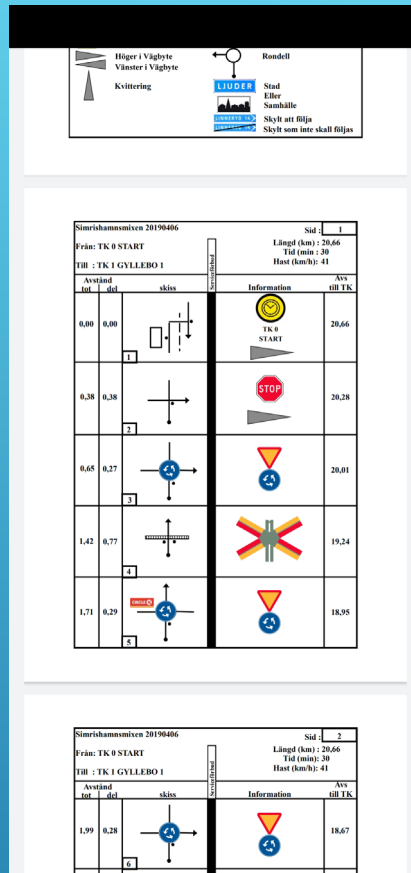 Höger i Vägbyte
Vänster i Vägbyte
Kvittering
Rondell
LJUDER
Stad
Eller
Samhälle
Skylt att följa
Skylt som inte skall följas
Simrishamnsmixen 20190406
Sid : 1
Från: TK 0 START
Till : TK 1 GYLLEBO 1
Serviceförbud
Längd (km) : 20,66
Tid (min : 30
Hast (km/h): 41
Avstånd
tot del
skiss
Information
Avs
till TK
0,00 0,00
1
TK 0
START
20,66
0,38 0,38
2
STOP
20,28
0,65 0,27
3
20,01
1,42 0,77
4
19,24
1,71 0,29
CIRCLE K
5
18,95
Simrishamnsmixen 20190406
Sid : 2
Från: TK 0 START
Till : TK 1 GYLLEBO 1
Serviceförbud
Längd (km) : 20,66
Tid (min): 30
Hast (km/h): 41
Avstånd
tot del
skiss
Information
Avs
till TK
1,99 0,28
6
18,67